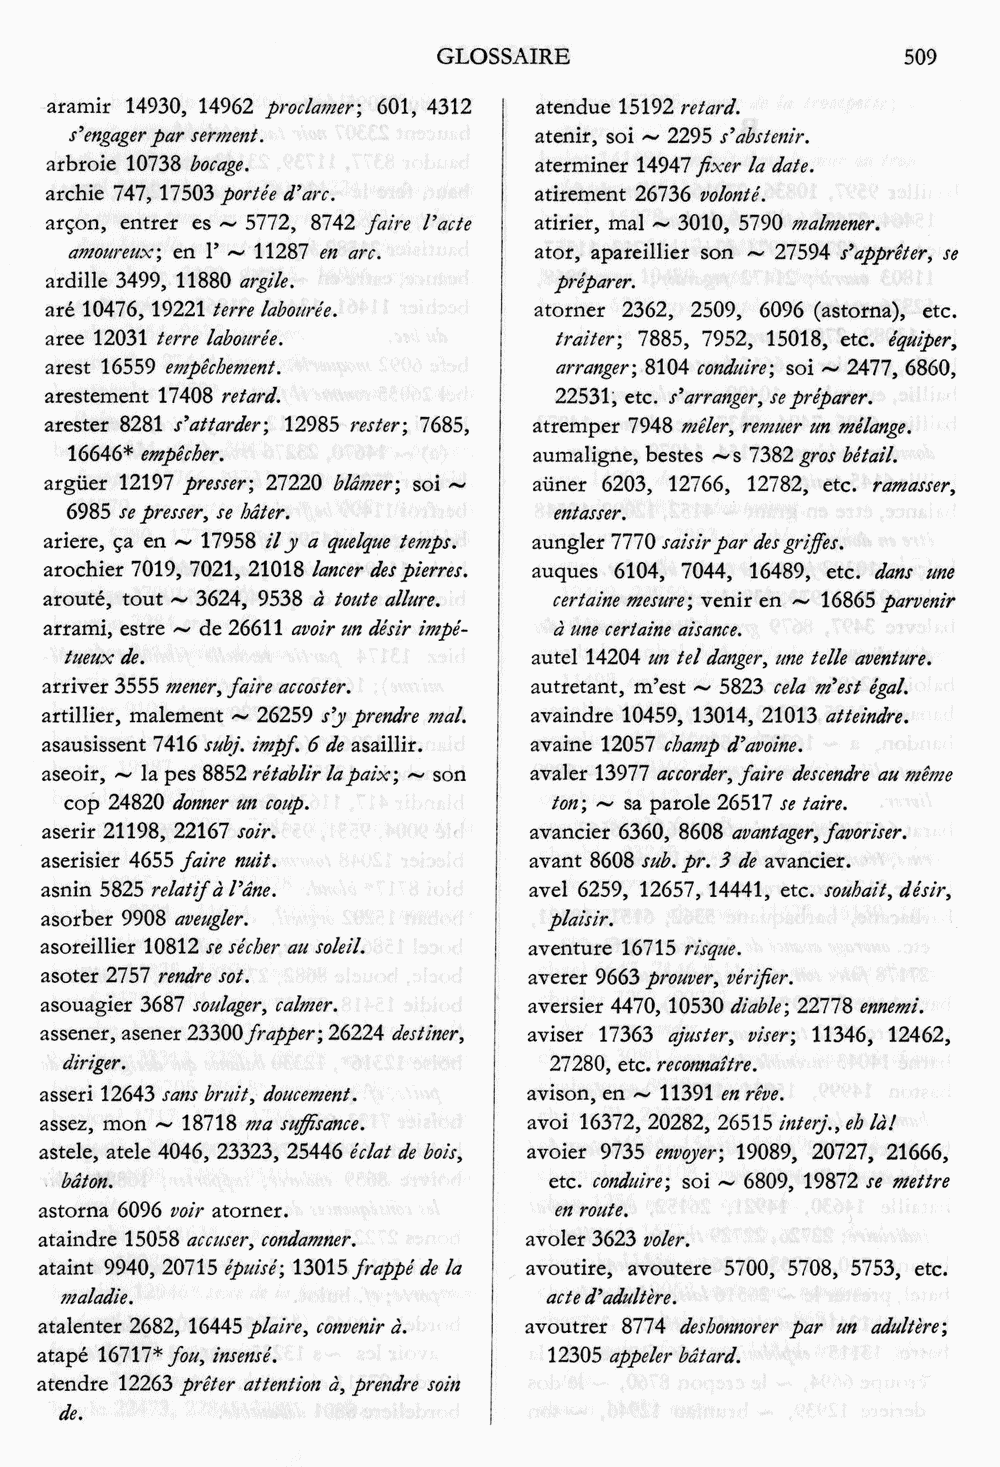 GLOSSAIRE 509
aramir 14930, 14962 proclamer; 601, 4312
s'engager par serment.
arbroie 10738 bocage.
archie 747, 17503 portée d'arc.
arçon, entrer es ~ 5772, 8742 faire l'acte
amoureux; en l' ~ 11287 en arc.
ardille 3499, 11880 argile.
aré 10476, 19221 terre labourée.
aree 12031 terre labourée.
arest 16559 empêchement.
arestement 17408 retard.
arester 8281 s'attarder; 12985 rester; 7685,
16646* empêcher.
argüer 12197 presser; 27220 blâmer; soi ~
6985 se presser, se hâter.
ariere, ça en ~ 17958 il y a quelque temps.
arochier 7019, 7021, 21018 lancer des pierres.
arouté, tout ~ 3624, 9538 à toute allure.
arrami, estre ~ de 26611 avoir un désir impé-
tueux de.
arriver 3555 mener, faire accoster.
artillier, malement ~ 26259 s'y prendre mal.
asausissent 7416 subj. impf. 6 de asaillir.
aseoir, ~ la pes 8852 rétablir la paix; ~ son
cop 24820 donner un coup.
aserir 21198, 22167 soir.
aserisier 4655 faire nuit.
asnin 5825 relatif à l'âne.
asorber 9908 aveugler.
asoreillier 10812 se sécher au soleil.
asoter 2757 rendre sot.
asouagier 3687 soulager, calmer.
assener, asener 23300 frapper; 26224 destiner,
diriger.
asseri 12643 sans bruit, doucement.
assez, mon ~ 18718 ma suffisance.
astele, atele 4046, 23323, 25446 éclat de bois,
bâton.
astorna 6096 voir atorner.
ataindre 15058 accuser, condamner.
ataint 9940, 20715 épuisé; 13015 frappé de la
maladie.
atalenter 2682, 16445 plaire, convenir à.
atapé 16717* fou, insensé.
atendre 12263 prêter attention à, prendre soin
de.
atendue 15192 retard.
atenir, soi ~ 2295 s'abstenir.
aterminer 14947 fixer la date.
atirement 26736 volonté.
atirier, mal ~ 3010, 5790 malmener.
ator, apareillier son ~ 27594 s'apprêter, se
préparer.
atorner 2362, 2509, 6096 (astorna), etc.
traiter; 7885, 7952, 15018, etc. équiper,
arranger; 8104 conduire; soi ~ 2477, 6860,
22531, etc. s'arranger, se préparer.
atremper 7948 mêler, remuer un mélange.
aumaligne, bestes ~s 7382 gros bétail.
aüner 6203, 12766, 12782, etc. ramasser,
entasser.
aungler 7770 saisir par des griffes.
auques 6104, 7044, 16489, etc. dans une
certaine mesure; venir en ~ 16865 parvenir
à une certaine aisance.
autel 14204 un tel danger, une telle aventure.
autretant, m'est ~ 5823 cela m'est égal.
avaindre 10459, 13014, 21013 atteindre.
avaine 12057 champ d'avoine.
avaler 13977 accorder, faire descendre au même
ton; ~ sa parole 26517 se taire.
avancier 6360, 8608 avantager, favoriser.
avant 8608 sub. pr. 3 de avancier.
avel 6259, 12657, 14441, etc. souhait, désir,
plaisir.
aventure 16715 risque.
averer 9663 prouver, vérifier.
aversier 4470, 10530 diable; 22778 ennemi.
aviser 17363 ajuster, viser; 11346, 12462,
27280, etc. reconnaître.
avison, en ~ 11391 en rêve.
avoi 16372, 20282, 26515 interj., eh là!
avoier 9735 envoyer; 19089, 20727, 21666,
etc. conduire; soi ~ 6809, 19872 se mettre
en route.
avoler 3623 voler.
avoutire, avoutere 5700, 5708, 5753, etc.
acte d'adultère.
avoutrer 8774 deshonnorer par un adultère;
12305 appeler bâtard.